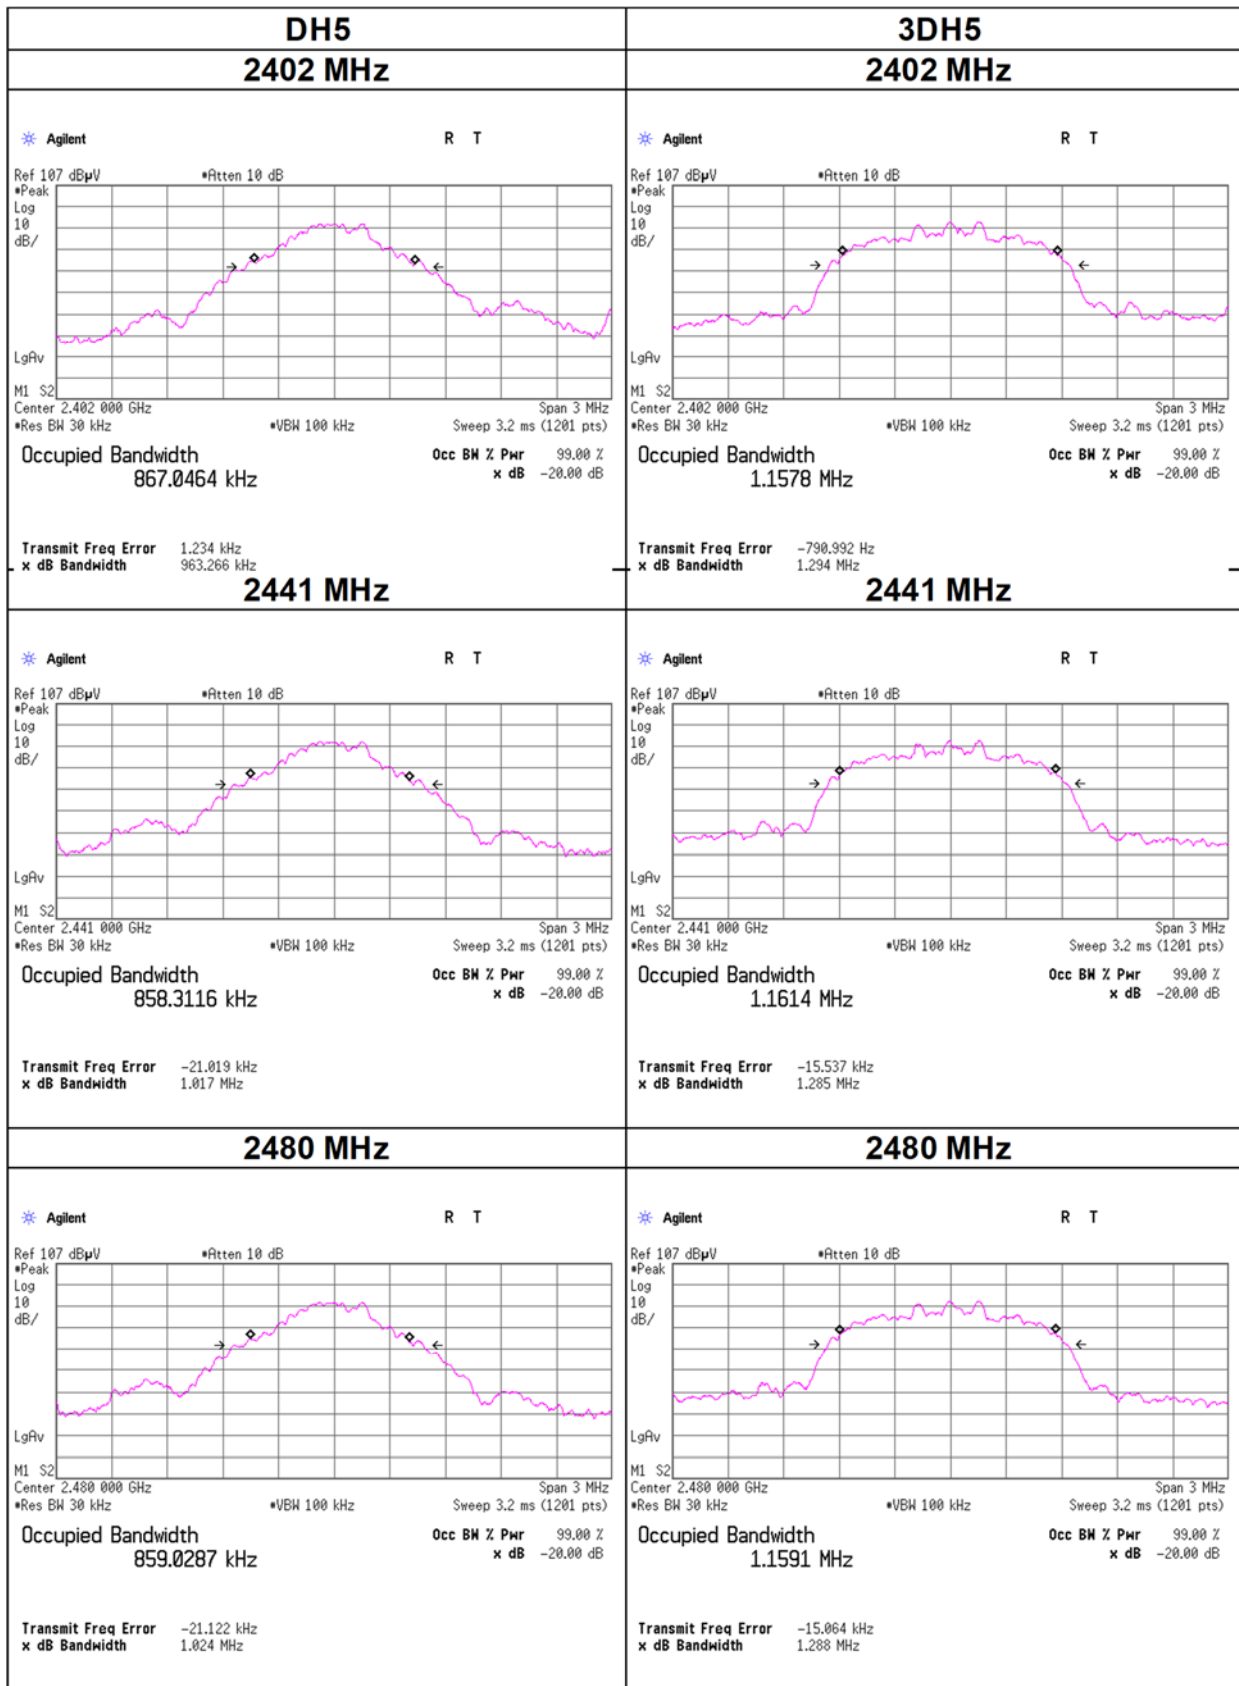 DH5
3DH5
2402 MHz
2402 MHz
Agilent
R T
Ref 107 dBµV
*Atten 10 dB
*Peak
Log
10
dB/
LgAv
M1 S2
Center 2.402 000 GHz
Span 3 MHz
*Res BW 30 kHz
*VBW 100 kHz
Sweep 3.2 ms (1201 pts)
Occupied Bandwidth
867.0464 kHz
Occ BW % Pwr 99.00 %
x dB -20.00 dB
Transmit Freq Error 1.234 kHz
x dB Bandwidth 963.266 kHz
Agilent
R T
Ref 107 dBµV
*Atten 10 dB
*Peak
Log
10
dB/
LgAv
M1 S2
Center 2.402 000 GHz
Span 3 MHz
*Res BW 30 kHz
*VBW 100 kHz
Sweep 3.2 ms (1201 pts)
Occupied Bandwidth
1.1578 MHz
Occ BW % Pwr 99.00 %
x dB -20.00 dB
Transmit Freq Error -790.992 Hz
x dB Bandwidth 1.294 MHz
2441 MHz
2441 MHz
Agilent
R T
Ref 107 dBµV
*Atten 10 dB
*Peak
Log
10
dB/
LgAv
M1 S2
Center 2.441 000 GHz
Span 3 MHz
*Res BW 30 kHz
*VBW 100 kHz
Sweep 3.2 ms (1201 pts)
Occupied Bandwidth
858.3116 kHz
Occ BW % Pwr 99.00 %
x dB -20.00 dB
Transmit Freq Error -21.019 kHz
x dB Bandwidth 1.017 MHz
Agilent
R T
Ref 107 dBµV
*Atten 10 dB
*Peak
Log
10
dB/
LgAv
M1 S2
Center 2.441 000 GHz
Span 3 MHz
*Res BW 30 kHz
*VBW 100 kHz
Sweep 3.2 ms (1201 pts)
Occupied Bandwidth
1.1614 MHz
Occ BW % Pwr 99.00 %
x dB -20.00 dB
Transmit Freq Error -15.537 kHz
x dB Bandwidth 1.285 MHz
2480 MHz
2480 MHz
Agilent
R T
Ref 107 dBµV
*Atten 10 dB
*Peak
Log
10
dB/
LgAv
M1 S2
Center 2.480 000 GHz
Span 3 MHz
*Res BW 30 kHz
*VBW 100 kHz
Sweep 3.2 ms (1201 pts)
Occupied Bandwidth
859.0287 kHz
Occ BW % Pwr 99.00 %
x dB -20.00 dB
Transmit Freq Error -21.122 kHz
x dB Bandwidth 1.024 MHz
Agilent
R T
Ref 107 dBµV
*Atten 10 dB
*Peak
Log
10
dB/
LgAv
M1 S2
Center 2.480 000 GHz
Span 3 MHz
*Res BW 30 kHz
*VBW 100 kHz
Sweep 3.2 ms (1201 pts)
Occupied Bandwidth
1.1591 MHz
Occ BW % Pwr 99.00 %
x dB -20.00 dB
Transmit Freq Error -15.064 kHz
x dB Bandwidth 1.288 MHz